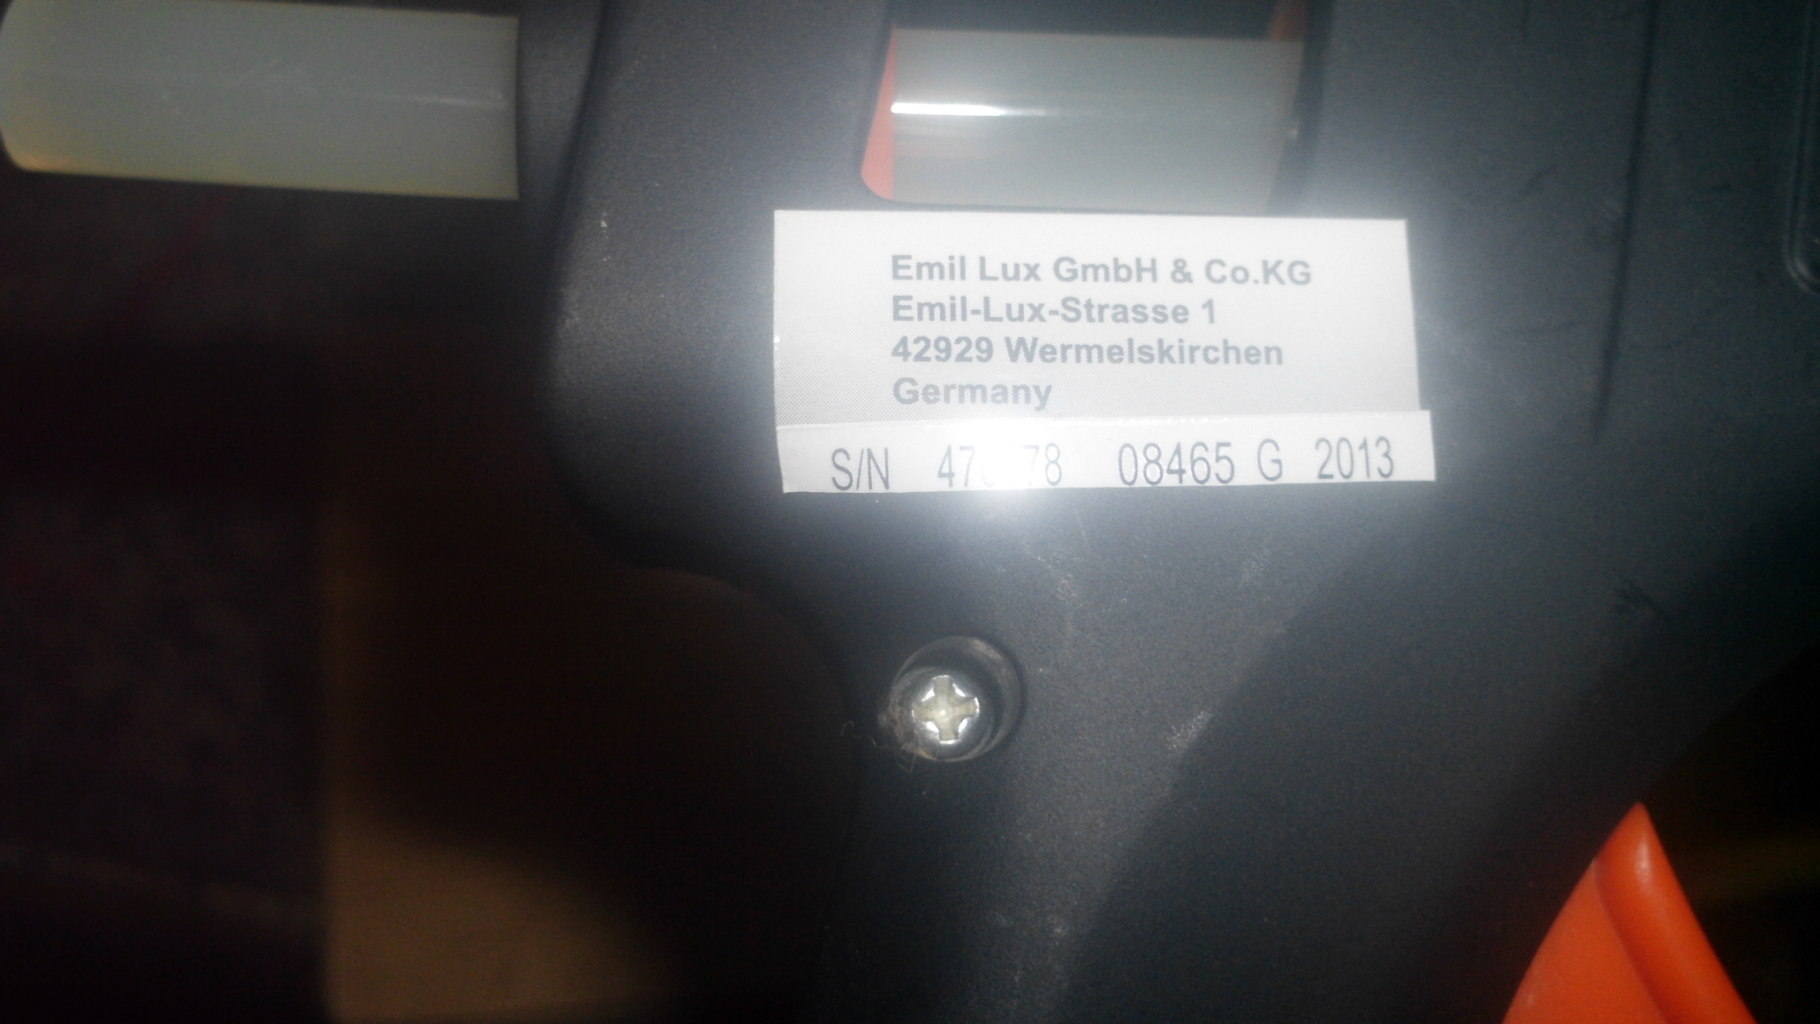 Emil Lux GmbH & Co.KG
Emil-Lux-Strasse 1
42929 Wermelskirchen
Germany
S/N 08465 G 2013